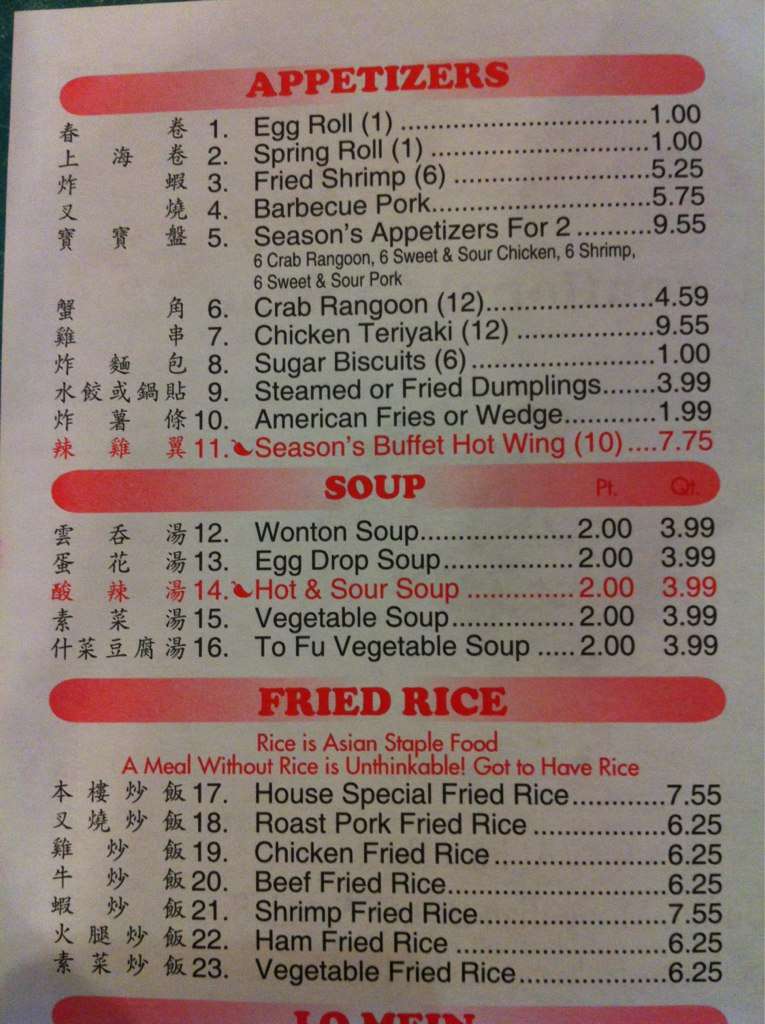 APPETIZERS
春 卷 1. Egg Roll (1) ............................1.00
上 海 卷 2. Spring Roll (1) .........................1.00
炸 蝦 3. Fried Shrimp (6) ......................5.25
叉 燒 4. Barbecue Pork.........................5.75
寶 寶 盤 5. Season's Appetizers For 2 ..........9.55
6 Crab Rangoon, 6 Sweet & Sour Chicken, 6 Shrimp,
6 Sweet & Sour Pork
蟹 角 6. Crab Rangoon (12)...................4.59
雞 串 7. Chicken Teriyaki (12) ................9.55
炸 麵 包 8. Sugar Biscuits (6) .....................1.00
水餃或鍋貼 9. Steamed or Fried Dumplings.......3.99
炸 薯 條 10. American Fries or Wedge...........1.99
辣 雞 翼 11. Season's Buffet Hot Wing (10) ....7.75
SOUP Pt. Qt.
雲 吞 湯 12. Wonton Soup..................2.00 3.99
蛋 花 湯 13. Egg Drop Soup...............2.00 3.99
酸 辣 湯 14. Hot & Sour Soup .............2.00 3.99
素 菜 湯 15. Vegetable Soup..............2.00 3.99
什菜豆腐湯 16. To Fu Vegetable Soup .....2.00 3.99
FRIED RICE
Rice is Asian Staple Food
A Meal Without Rice is Unthinkable! Got to Have Rice
本 樓 炒 飯 17. House Special Fried Rice...........7.55
叉 燒 炒 飯 18. Roast Pork Fried Rice ...............6.25
雞 炒 飯 19. Chicken Fried Rice ...................6.25
牛 炒 飯 20. Beef Fried Rice.........................6.25
蝦 炒 飯 21. Shrimp Fried Rice.....................7.55
火 腿 炒 飯 22. Ham Fried Rice ........................6.25
素 菜 炒 飯 23. Vegetable Fried Rice.................6.25
LO MEIN